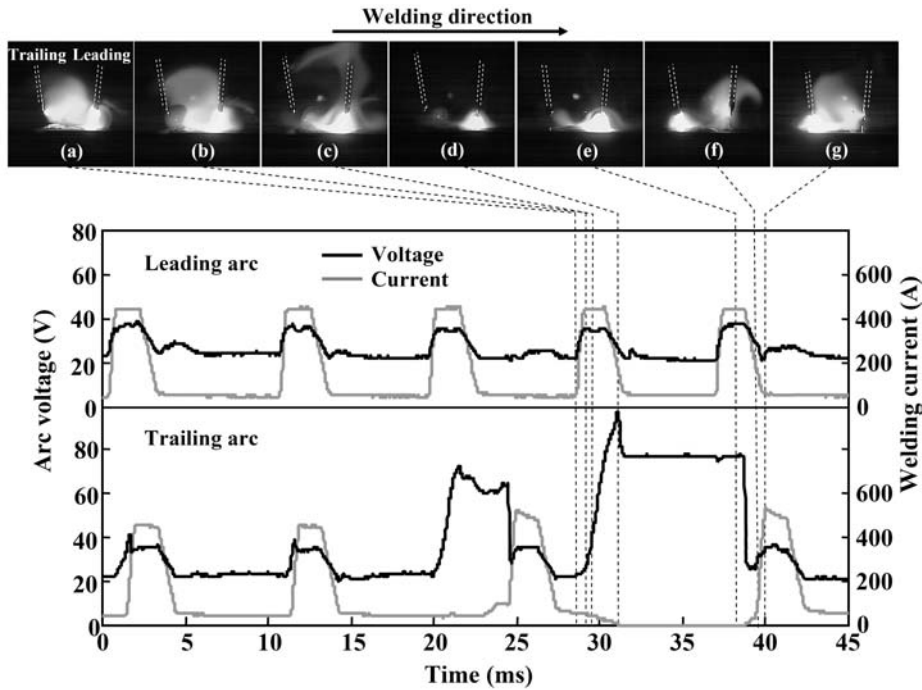 Welding direction
Trailing Leading
(a) (b) (c) (d) (e) (f) (g)
Arc voltage (V)
Welding current (A)
80
60
40
20
0
Leading arc
Voltage
Current
600
400
200
0
Trailing arc
80
60
40
20
0
600
400
200
0
0 5 10 15 20 25 30 35 40 45
Time (ms)